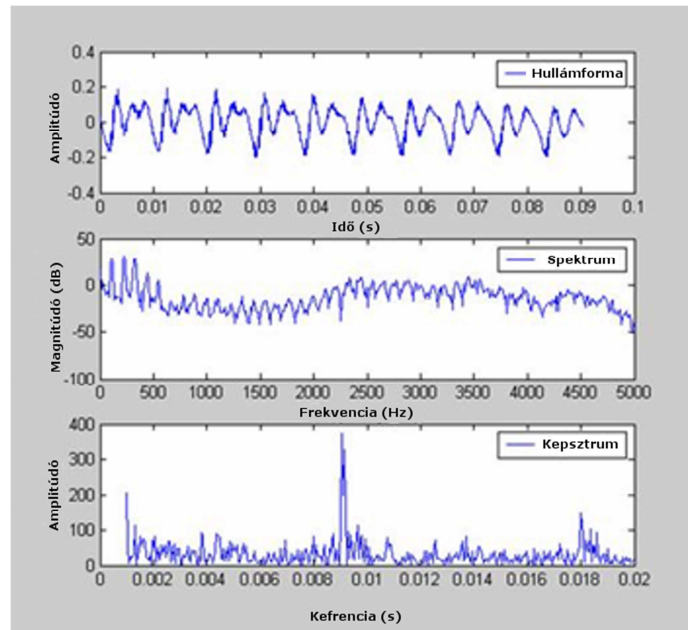 0.4
Hullámforma
0.2
0
-0.2
-0.4
Amplitúdó
0 0.01 0.02 0.03 0.04 0.05 0.06 0.07 0.08 0.09 0.1
Idő (s)
50
Spektrum
0
-50
-100
Magnitúdó (dB)
0 500 1000 1500 2000 2500 3000 3500 4000 4500 5000
Frekvencia (Hz)
400
Kepsztrum
300
200
100
0
Amplitúdó
0 0.002 0.004 0.006 0.008 0.01 0.012 0.014 0.016 0.018 0.02
Kefrencia (s)